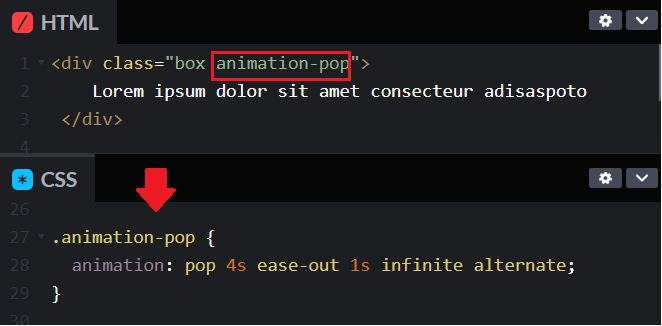 HTML
1 <div class="box animation-pop">
2 Lorem ipsum dolor sit amet consecteur adisaspoto
3 </div>
4
CSS
26
27 .animation-pop {
28 animation: pop 4s ease-out 1s infinite alternate;
29 }
30